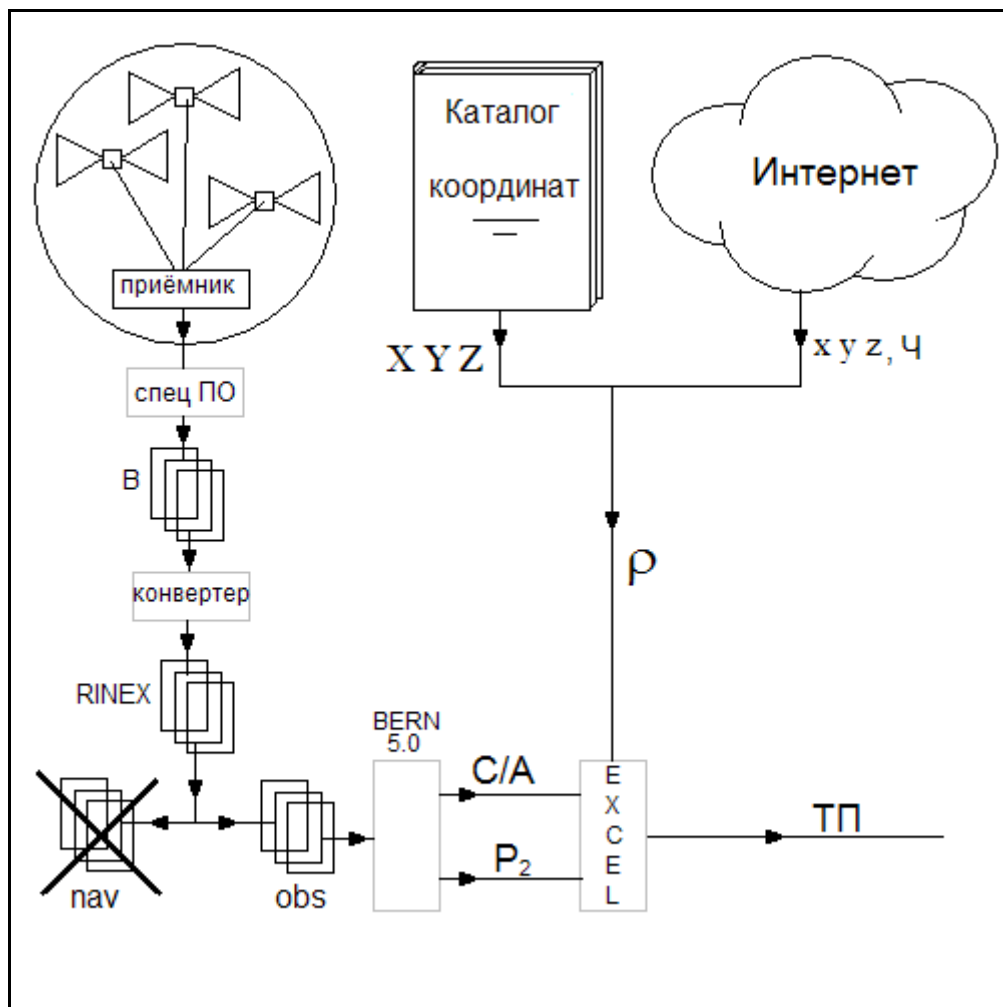 Каталог
координат
Интернет
приёмник
X Y Z
x y z, Ч
спец ПО
В
ρ
конвертер
RINEX
BERN
5.0
C/A
P₂
E
X
C
E
L
ТП
nav
obs